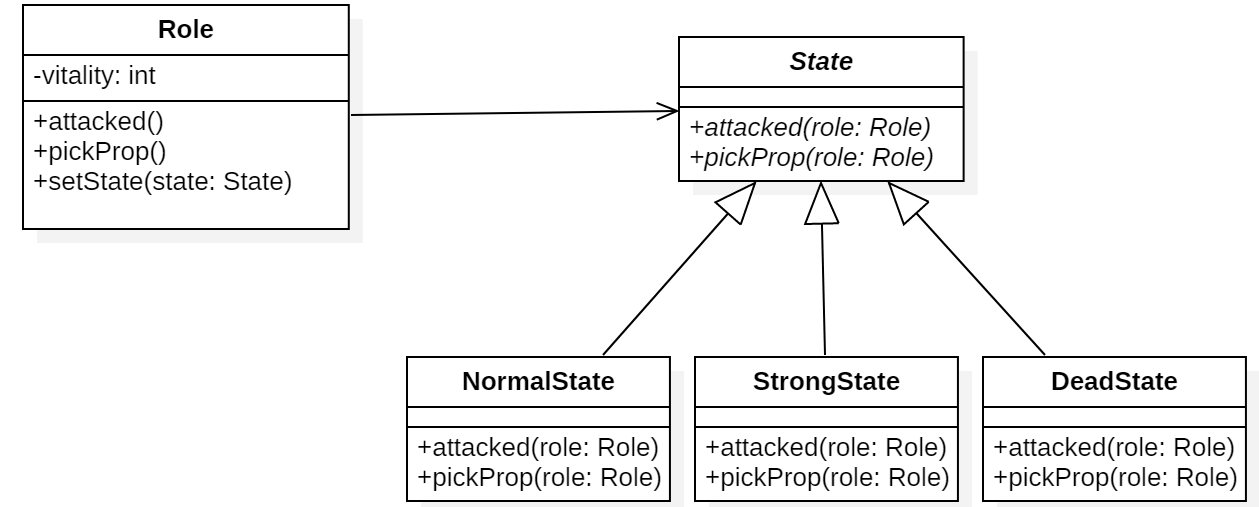 Role
-vitality: int
+attacked()
+pickProp()
+setState(state: State)
State
+attacked(role: Role)
+pickProp(role: Role)
NormalState
+attacked(role: Role)
+pickProp(role: Role)
StrongState
+attacked(role: Role)
+pickProp(role: Role)
DeadState
+attacked(role: Role)
+pickProp(role: Role)